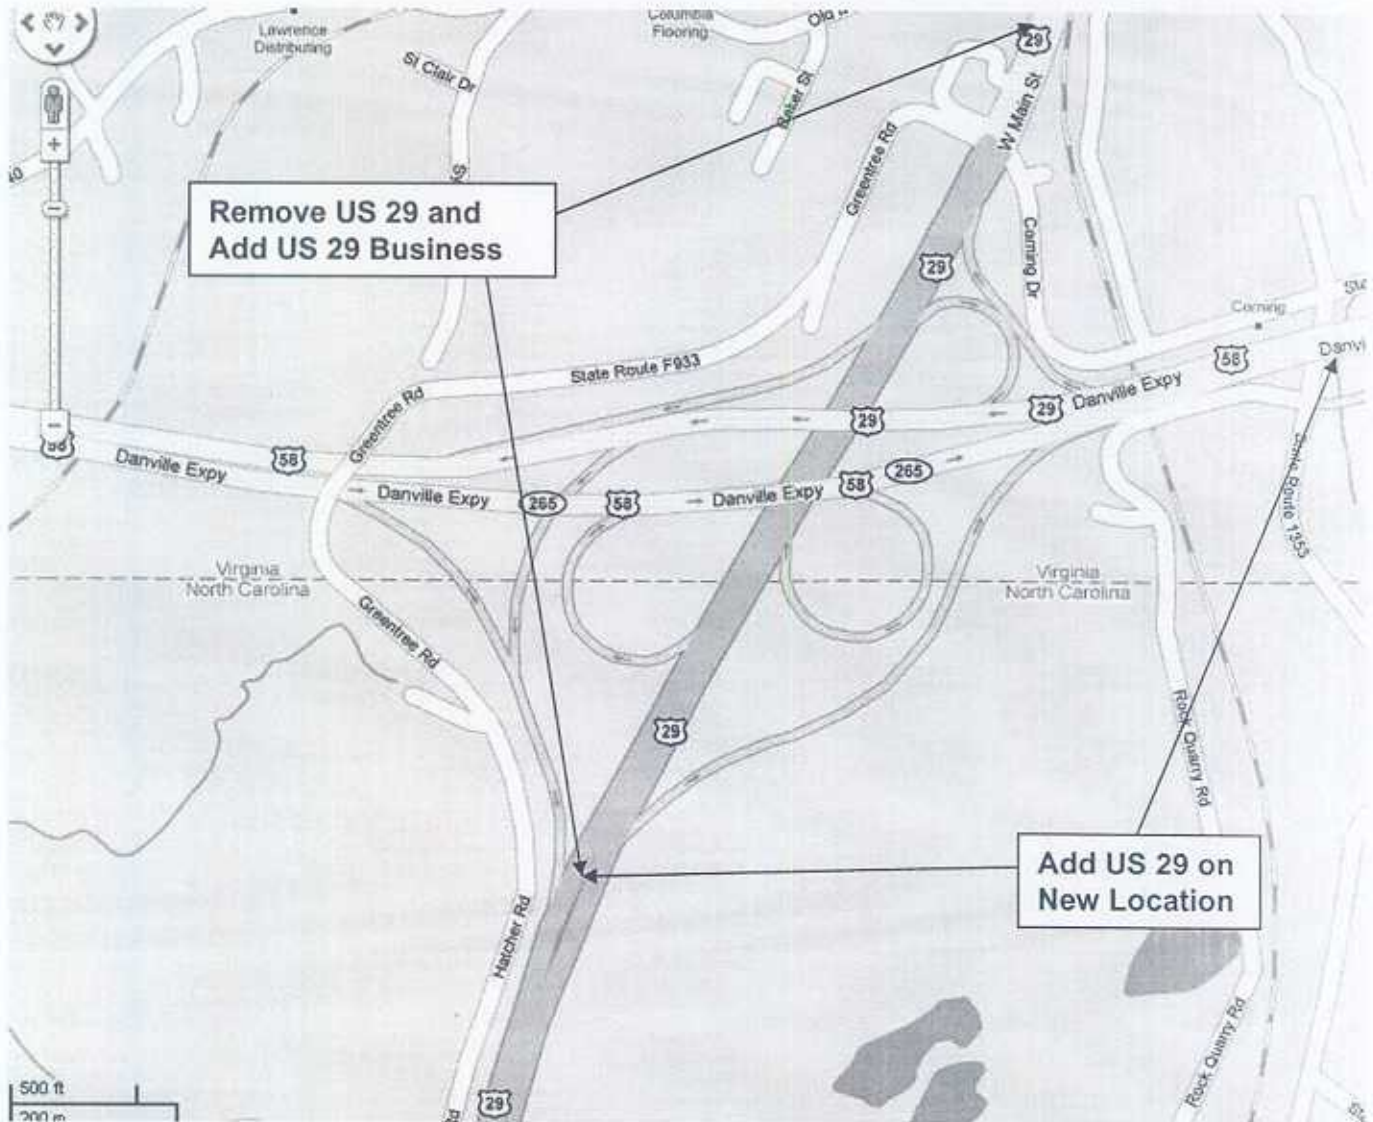 Lawrence
Distributing
Columbia
Flooring
29
St Clair Dr
Baker St
W Main St
Greentree Rd
Remove US 29 and
Add US 29 Business
Corning Dr
29
Corning
58
State Route F933
Danville Expy
29
29
Greentree Rd
58
58
Danville Expy
Danville Expy
265
58
Danville Expy
58
265
State Route 1353
Virginia
North Carolina
Virginia
North Carolina
Greentree Rd
29
Rock Quarry Rd
Add US 29 on
New Location
Hatcher Rd
Rock Quarry Rd
500 ft
200 m
29